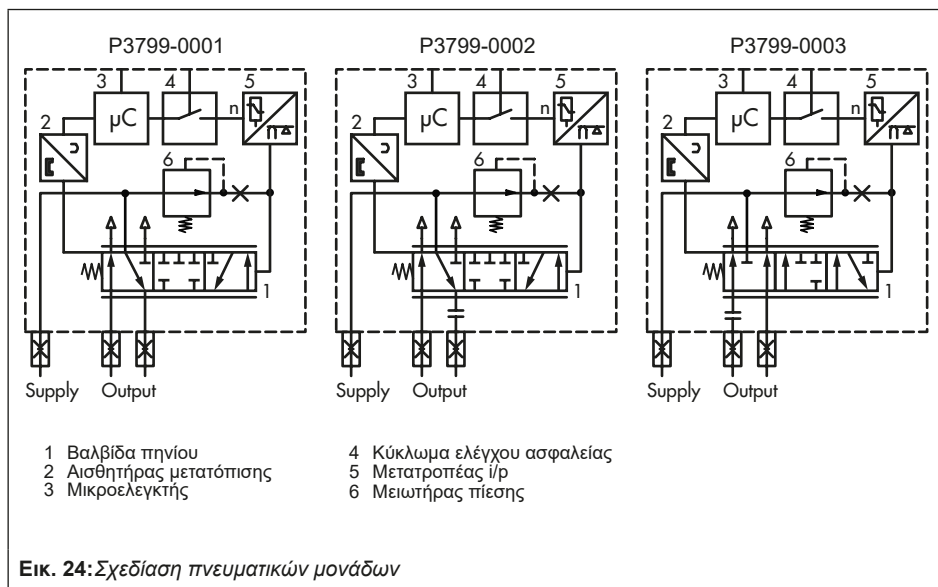 P3799-0001 P3799-0002 P3799-0003
3 4 5 3 4 5 3 4 5
2 µC n 2 µC n 2 µC n
6 6 6
1 1 1
Supply Output Supply Output Supply Output
1 Βαλβίδα πηνίου
2 Αισθητήρας μετατόπισης
3 Μικροελεγκτής
4 Κύκλωμα ελέγχου ασφαλείας
5 Μετατροπέας i/p
6 Μειωτήρας πίεσης
Εικ. 24: Σχεδίαση πνευματικών μονάδων